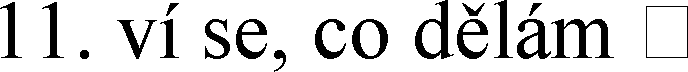 11. ví se, co dělám □